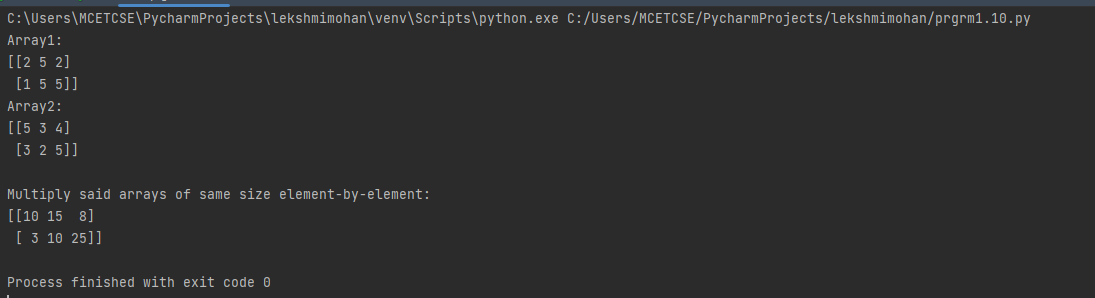 C:\Users\MCETCSE\PycharmProjects\lekshmimohan\venv\Scripts\python.exe C:/Users/MCETCSE/PycharmProjects/lekshmimohan/prgrm1.10.py
Array1:
[[2 5 2]
 [1 5 5]]
Array2:
[[5 3 4]
 [3 2 5]]

Multiply said arrays of same size element-by-element:
[[10 15  8]
 [ 3 10 25]]

Process finished with exit code 0